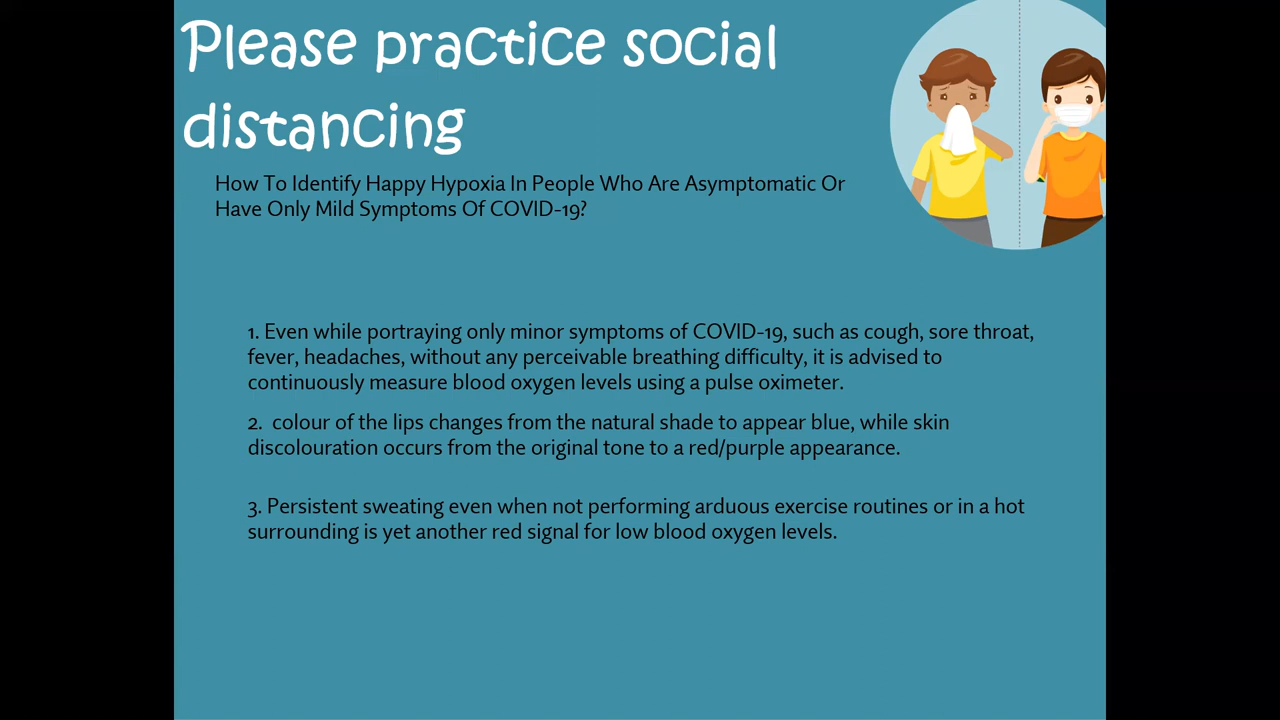 Please practice social
distancing
How To Identify Happy Hypoxia In People Who Are Asymptomatic Or
Have Only Mild Symptoms Of COVID-19?
1. Even while portraying only minor symptoms of COVID-19, such as cough, sore throat,
fever, headaches, without any perceivable breathing difficulty, it is advised to
continuously measure blood oxygen levels using a pulse oximeter.
2. colour of the lips changes from the natural shade to appear blue, while skin
discolouration occurs from the original tone to a red/purple appearance.
3. Persistent sweating even when not performing arduous exercise routines or in a hot
surrounding is yet another red signal for low blood oxygen levels.